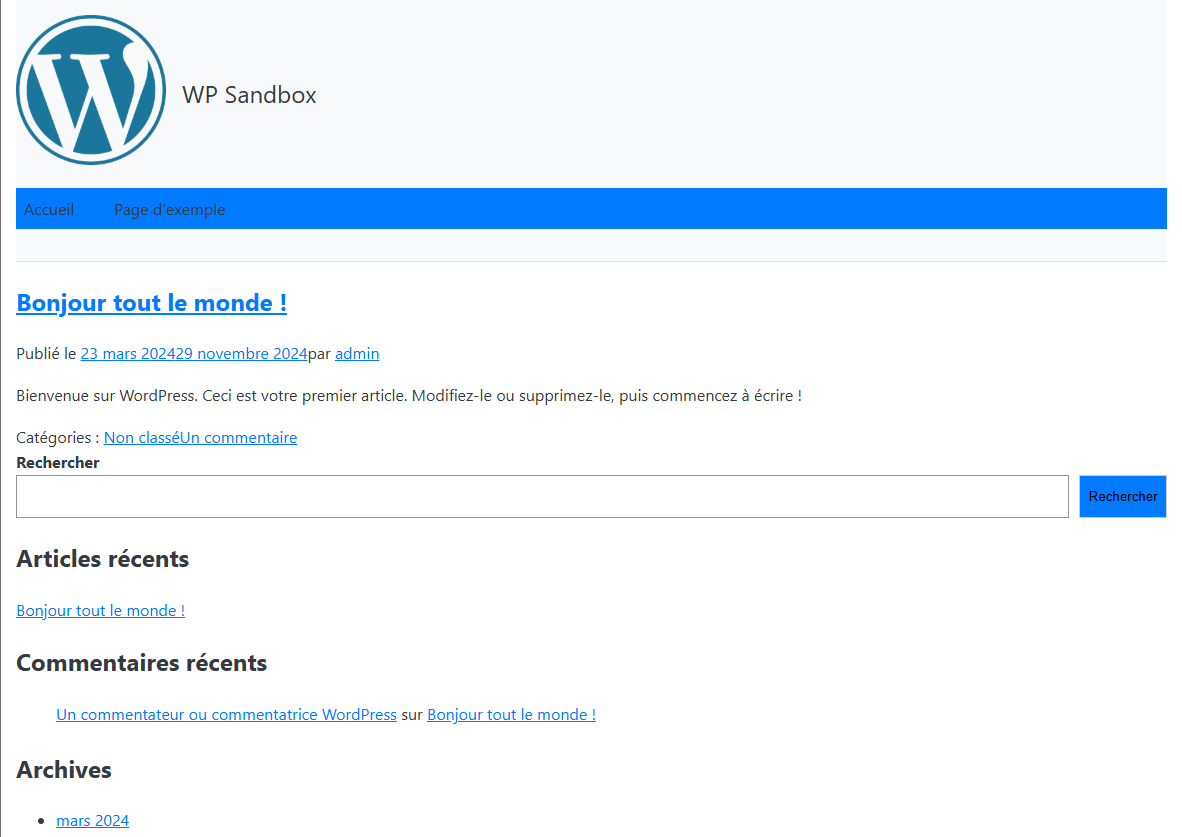 W
WP Sandbox
Accueil Page d’exemple
Bonjour tout le monde !
Publié le 23 mars 202429 novembre 2024par admin
Bienvenue sur WordPress. Ceci est votre premier article. Modifiez-le ou supprimez-le, puis commencez à écrire !
Catégories : Non classéUn commentaire
Rechercher
Rechercher
Articles récents
Bonjour tout le monde !
Commentaires récents
Un commentateur ou commentatrice WordPress sur Bonjour tout le monde !
Archives
mars 2024